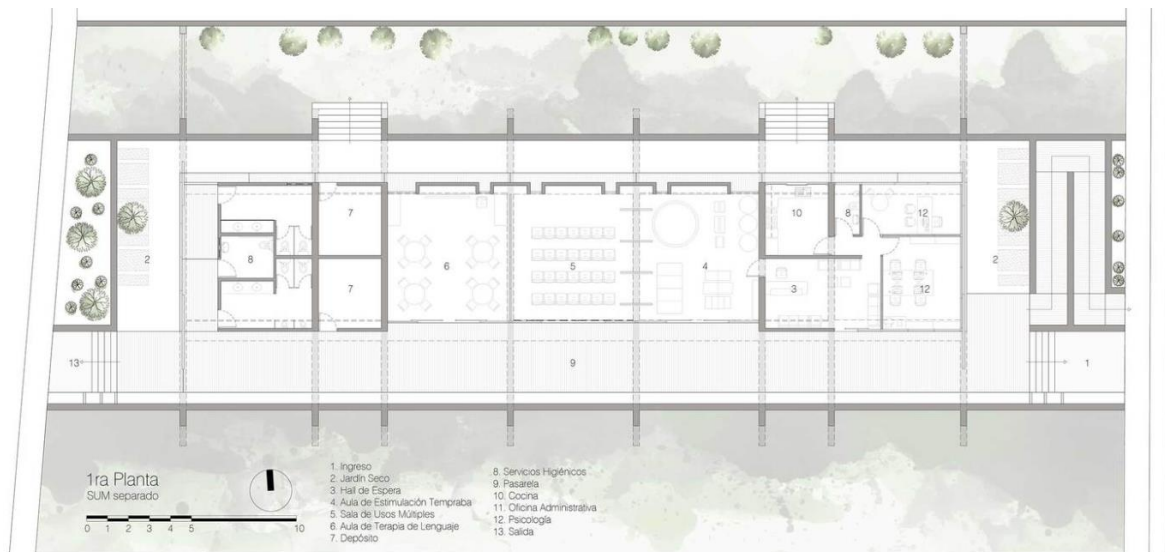 7
10
8
12
2
8
6
5
4
2
7
3
12
13
9
1
1ra Planta
SUM separado
0 1 2 3 4 5 10
1. Ingreso
2. Jardín Seco
3. Hall de Espera
4. Aula de Estimulación Tempraba
5. Sala de Usos Múltiples
6. Aula de Terapia de Lenguaje
7. Depósito
8. Servicios Higiénicos
9. Pasarela
10. Cocina
11. Oficina Administrativa
12. Psicología
13. Salida